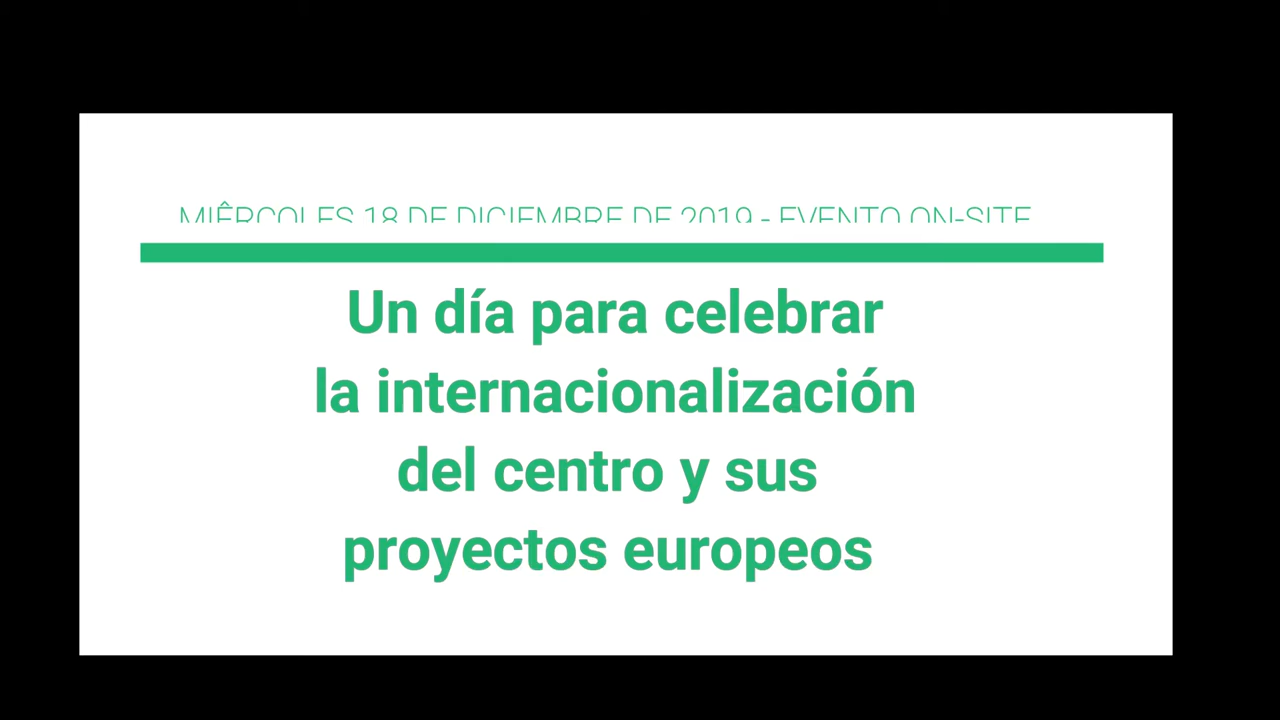 MIÊRCOLES 18 DE DICIEMBRE DE 2019 - EVENTO ON-SITE
Un día para celebrar
la internacionalización
del centro y sus
proyectos europeos